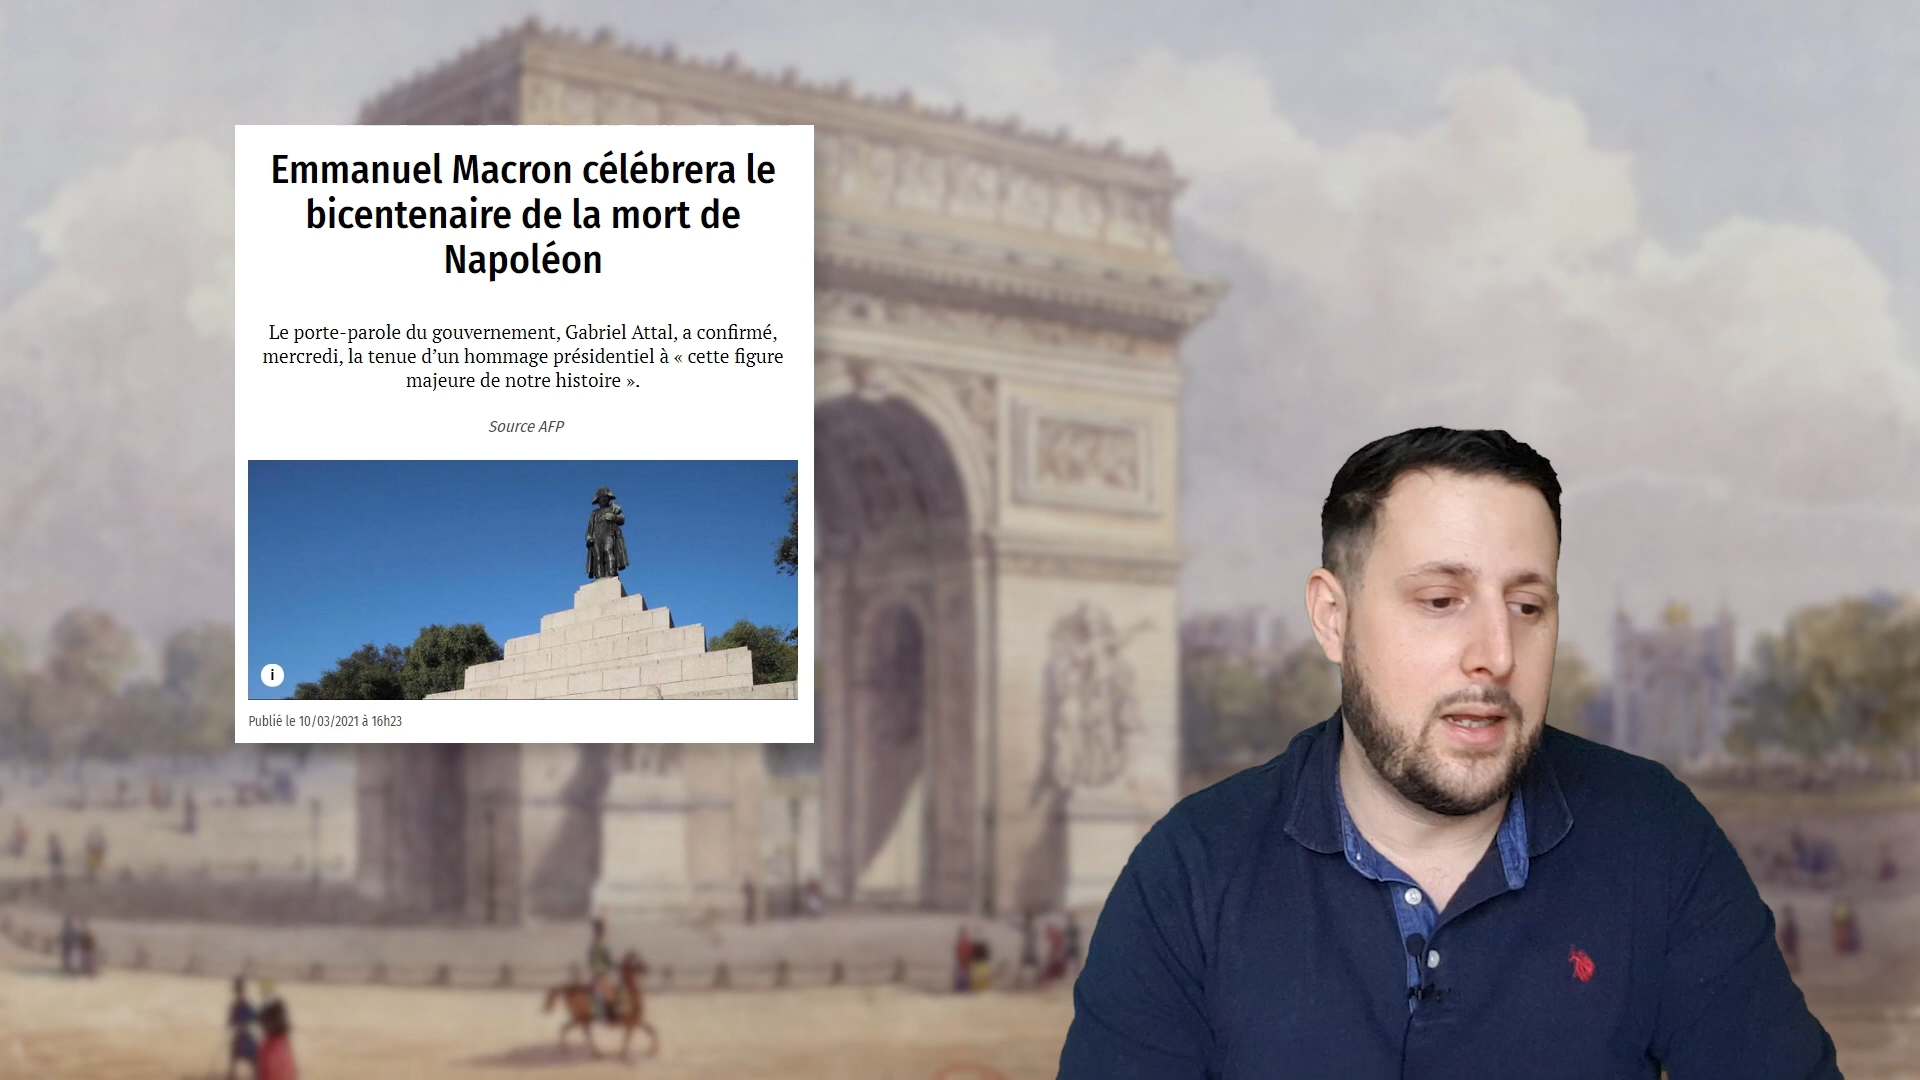 Emmanuel Macron célébrera le
bicentenaire de la mort de
Napoléon
Le porte-parole du gouvernement, Gabriel Attal, a confirmé,
mercredi, la tenue d’un hommage présidentiel à « cette figure
majeure de notre histoire ».
Source AFP
i
Publié le 10/03/2021 à 16h23